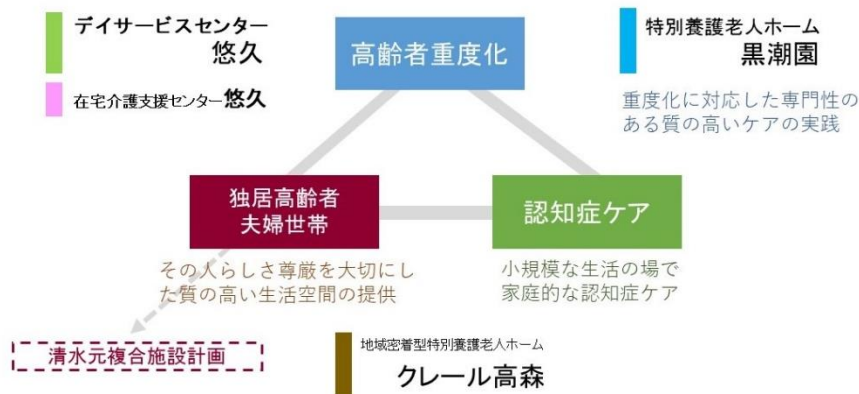 デイサービスセンター
悠久
在宅介護支援センター悠久
高齢者重度化
特別養護老人ホーム
黒潮園
重度化に対応した専門性の
ある質の高いケアの実践
独居高齢者
夫婦世帯
認知症ケア
その人らしさ尊厳を大切にし
た質の高い生活空間の提供
小規模な生活の場で
家庭的な認知症ケア
清水元複合施設計画
地域密着型特別養護老人ホーム
クレール高森